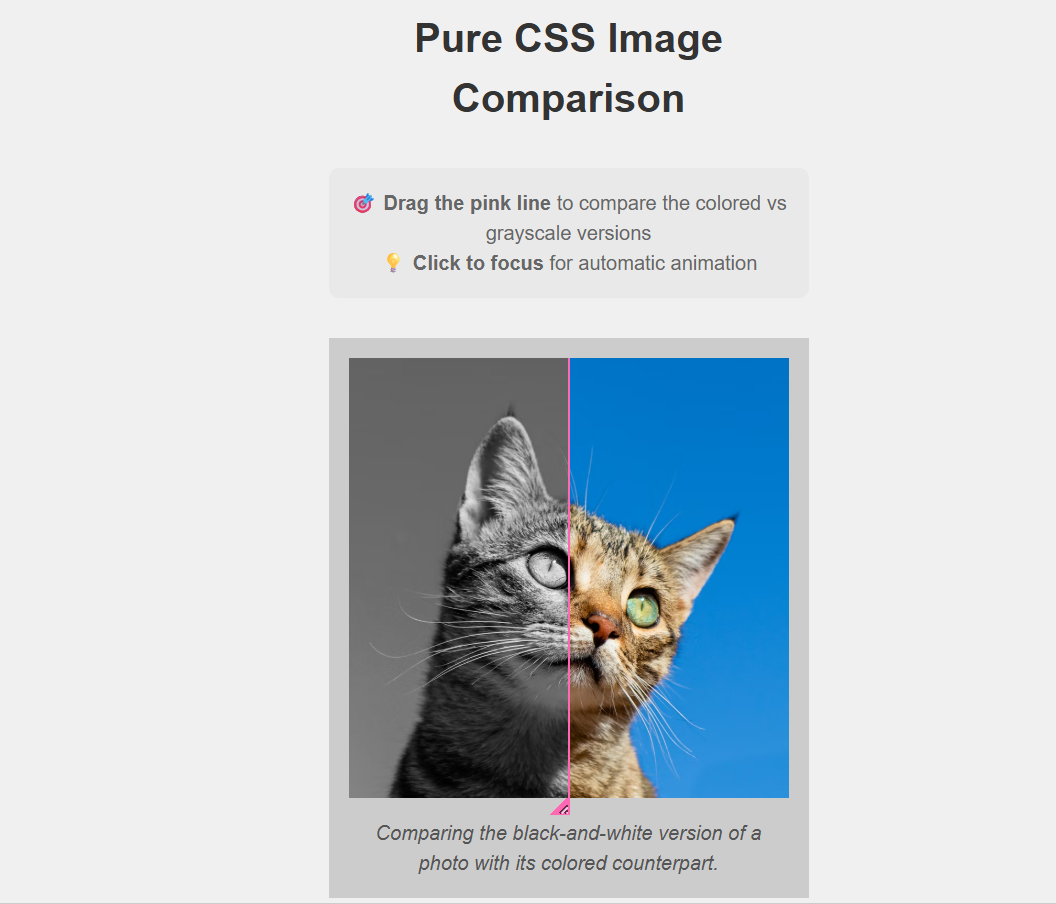 Pure CSS Image
Comparison
🎯 Drag the pink line to compare the colored vs
grayscale versions
💡 Click to focus for automatic animation
Comparing the black-and-white version of a
photo with its colored counterpart.